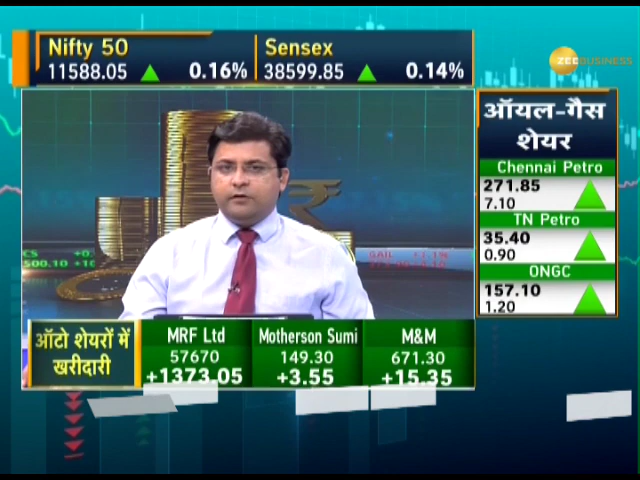 Nifty 50
11588.05 0.16%
Sensex
38599.85 0.14%
ZEE BUSINESS
ऑयल-गैस
शेयर
Chennai Petro
271.85
7.10
TN Petro
35.40
0.90
ONGC
157.10
1.20
GAIL
ऑटो शेयरों में
खरीदारी
MRF Ltd
57670
+1373.05
Motherson Sumi
149.30
+3.55
M&M
671.30
+15.35